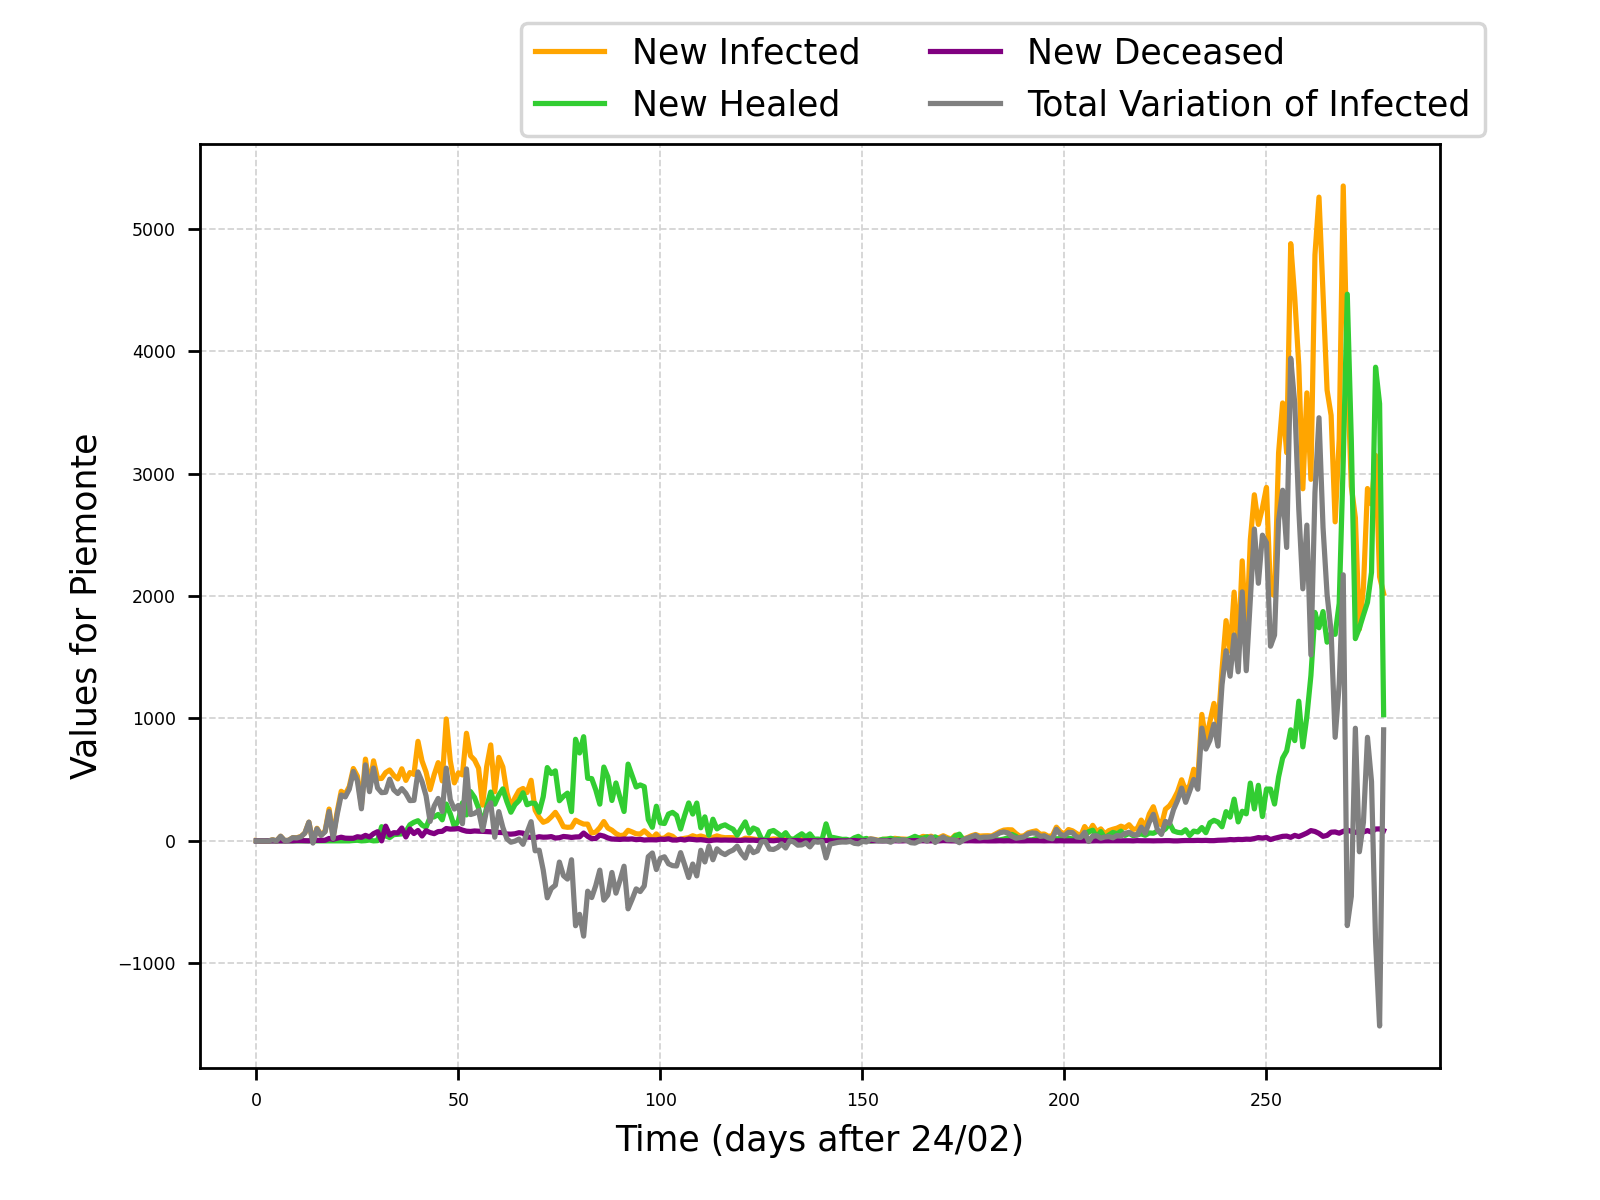 New Infected
New Healed
New Deceased
Total Variation of Infected
Values for Piemonte
5000
4000
3000
2000
1000
0
−1000
0
50
100
150
200
250
Time (days after 24/02)